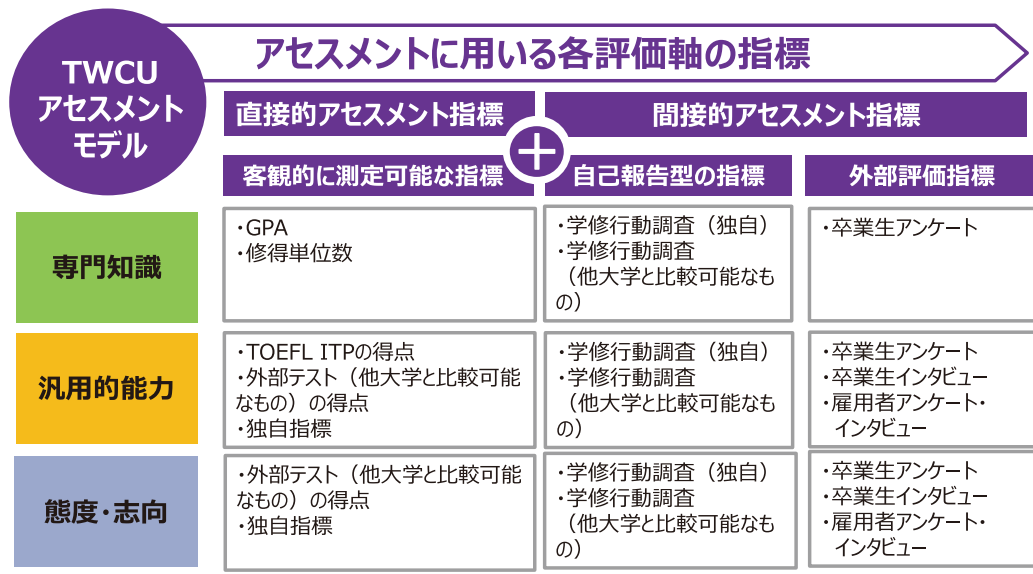 TWCU
アセスメント
モデル
アセスメントに用いる各評価軸の指標
直接的アセスメント指標
間接的アセスメント指標
＋
客観的に測定可能な指標
自己報告型の指標
外部評価指標
専門知識
・GPA
・修得単位数
・学修行動調査（独自）
・学修行動調査
（他大学と比較可能なも
の）
・卒業生アンケート
汎用的能力
・TOEFL ITPの得点
・外部テスト（他大学と比較可能
なもの）の得点
・独自指標
・学修行動調査（独自）
・学修行動調査
（他大学と比較可能なも
の）
・卒業生アンケート
・卒業生インタビュー
・雇用者アンケート・
インタビュー
態度・志向
・外部テスト（他大学と比較可能
なもの）の得点
・独自指標
・学修行動調査（独自）
・学修行動調査
（他大学と比較可能なも
の）
・卒業生アンケート
・卒業生インタビュー
・雇用者アンケート・
インタビュー